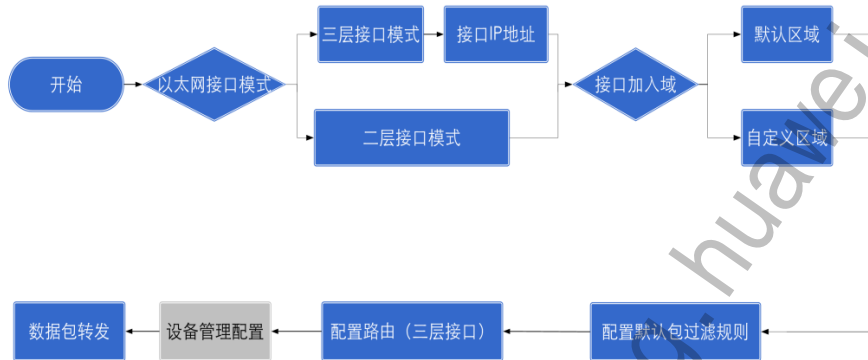 开始
以太网接口模式
三层接口模式
接口IP地址
二层接口模式
接口加入域
默认区域
自定义区域
数据包转发
设备管理配置
配置路由（三层接口）
配置默认包过滤规则
g.huawei